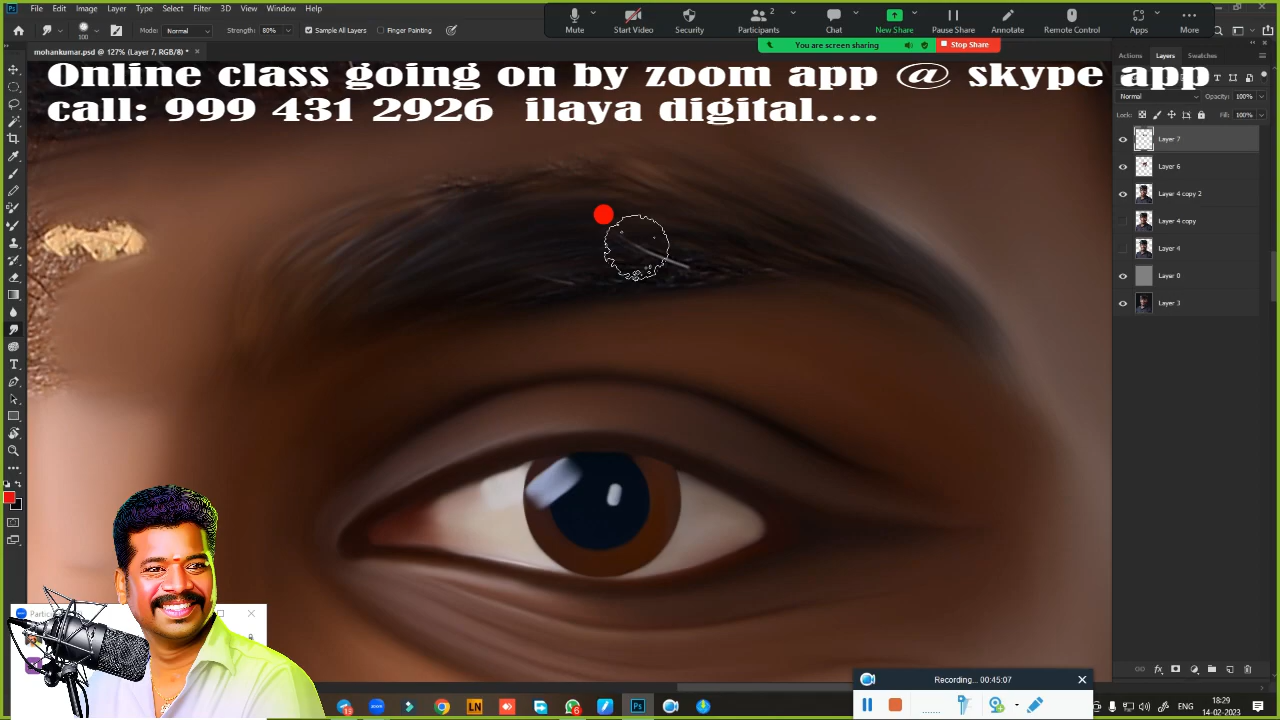 File Edit Image Layer Type Select Filter 3D View Window Help
Mute Start Video Security Participants 2 Chat New Share Pause Share Annotate Remote Control Apps More
You are screen sharing Stop Share
100 Mode: Normal Strength: 80% Sample All Layers Finger Painting
mohankumar.psd @ 127% (Layer 7, RGB/8) *
Actions Layers Swatches
Online class going on by zoom app @ skype app
call: 999 431 2926 ilaya digital....
Normal Opacity: 100%
Lock: Fill: 100%
Layer 7
Layer 6
Layer 4 copy 2
Layer 4 copy
Layer 4
Layer 0
Layer 3
Recording... 00:45:07
18:29
14-02-2023